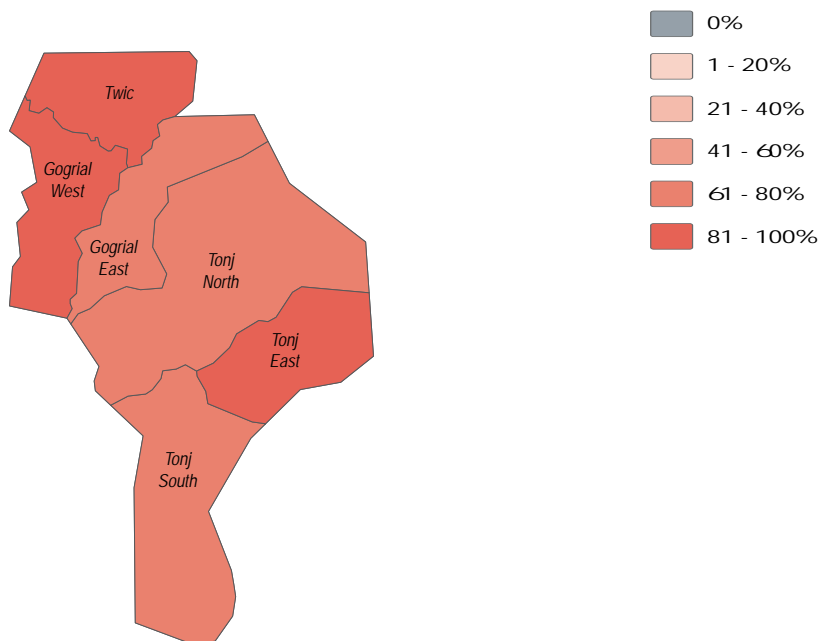 0%
1 - 20%
21 - 40%
41 - 60%
61 - 80%
81 - 100%
Twic
Gogrial
West
Gogrial
East
Tonj
North
Tonj
East
Tonj
South